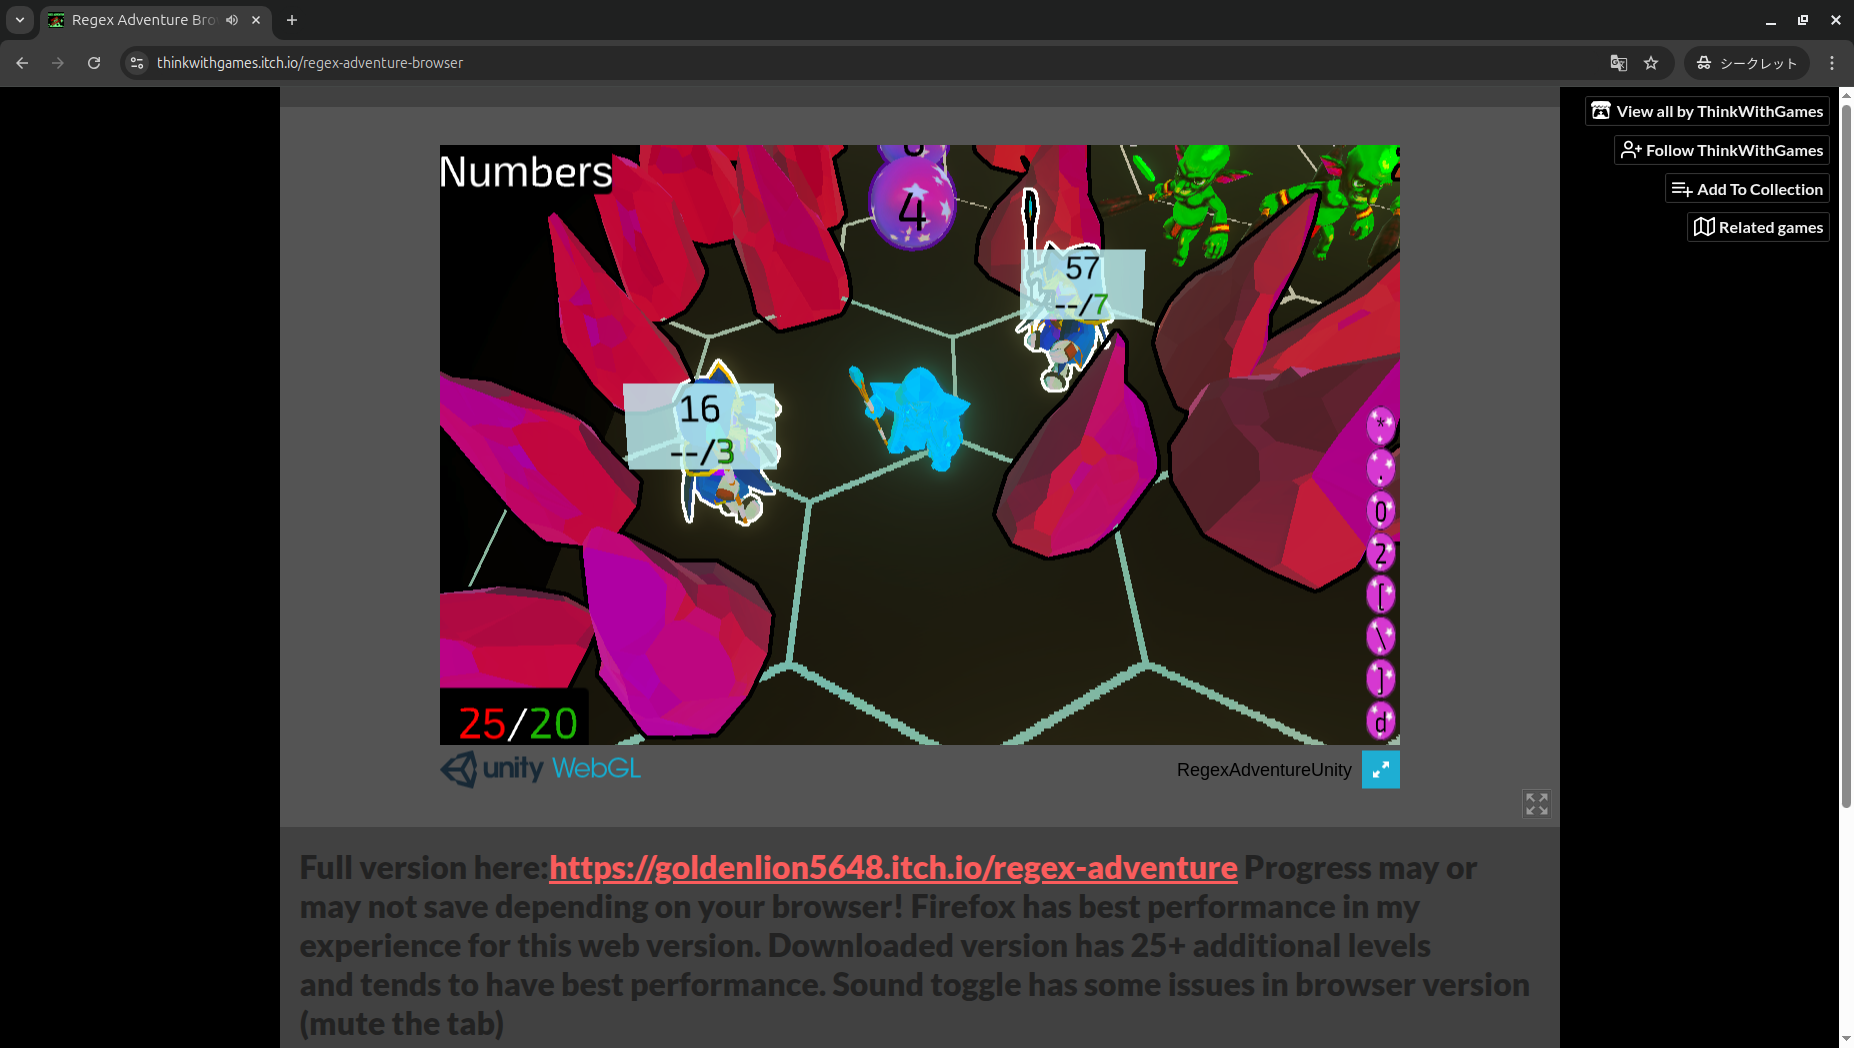 Regex Adventure Bro
thinkwithgames.itch.io/regex-adventure-browser
シークレット
View all by ThinkWithGames
Follow ThinkWithGames
Add To Collection
Related games
Numbers
4
57
--/7
16
--/3
*
.
0
2
[
\
]
d
25/20
unity WebGL
RegexAdventureUnity
Full version here:https://goldenlion5648.itch.io/regex-adventure Progress may or
may not save depending on your browser! Firefox has best performance in my
experience for this web version. Downloaded version has 25+ additional levels
and tends to have best performance. Sound toggle has some issues in browser version
(mute the tab)